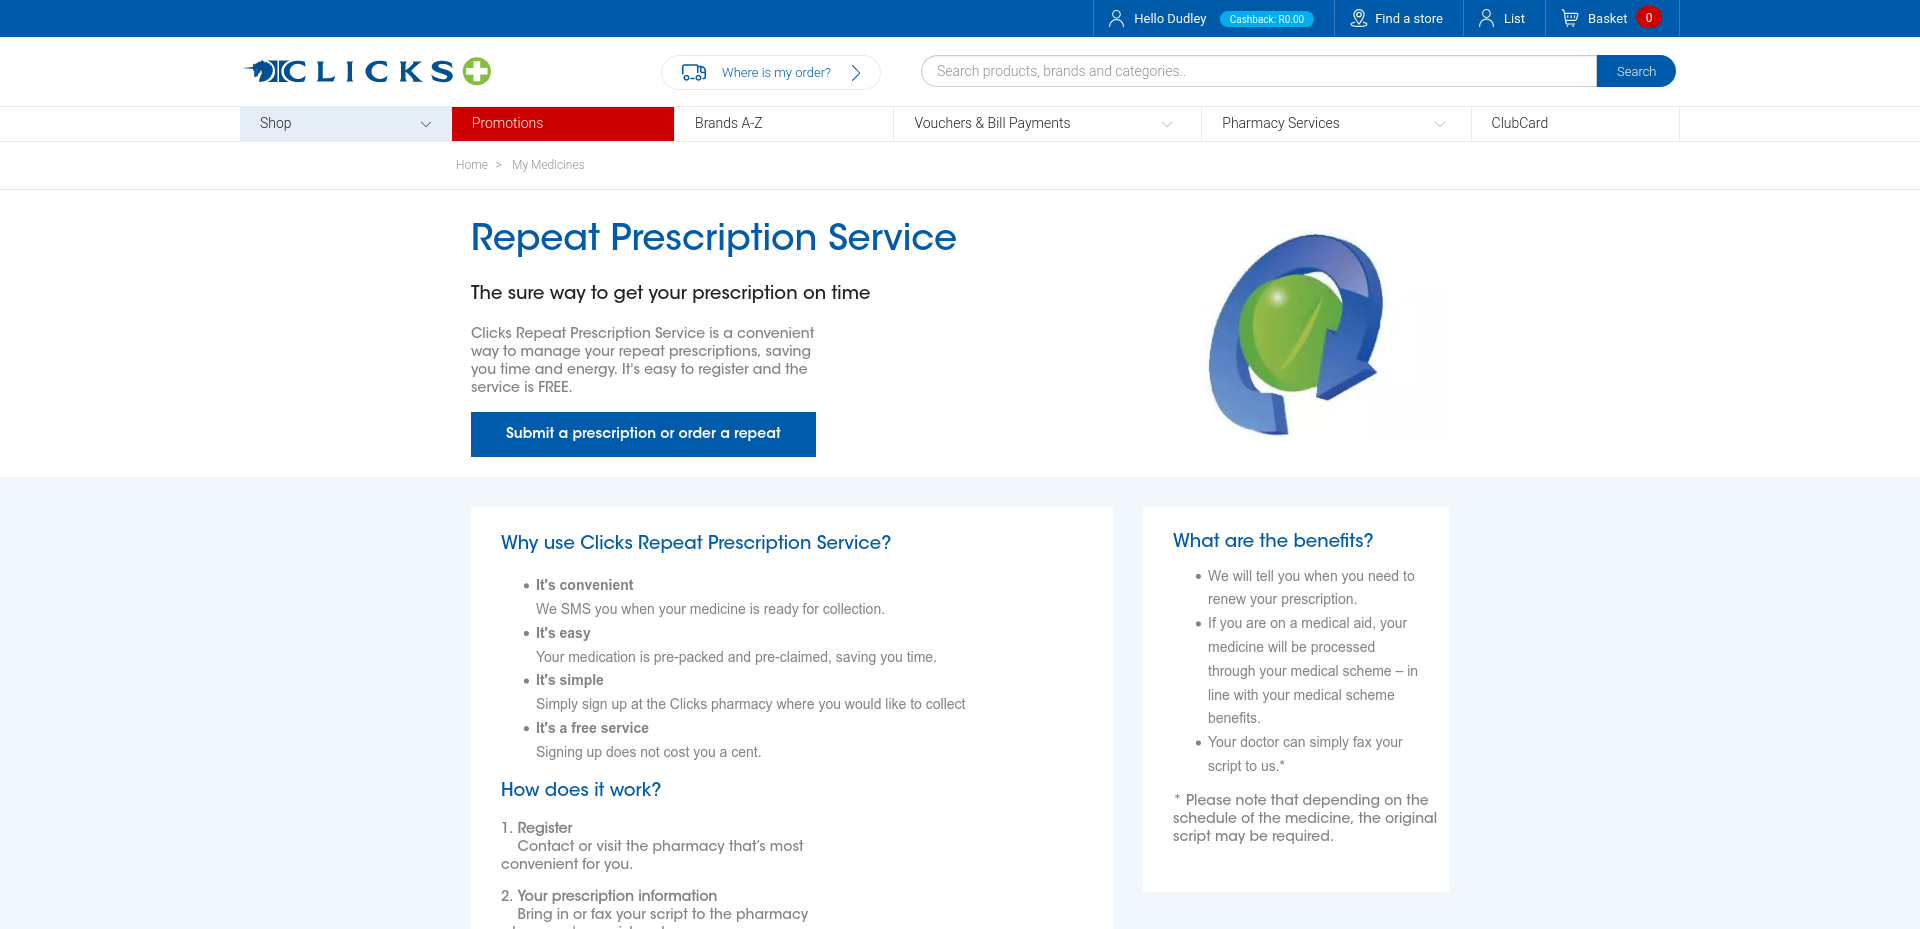 Hello Dudley
Cashback: R0.00
Find a store
List
Basket
0
CLICKS
Where is my order?
Search products, brands and categories..
Search
Shop
Promotions
Brands A-Z
Vouchers & Bill Payments
Pharmacy Services
ClubCard
Home > My Medicines
Repeat Prescription Service
The sure way to get your prescription on time
Clicks Repeat Prescription Service is a convenient
way to manage your repeat prescriptions, saving
you time and energy. It's easy to register and the
service is FREE.
Submit a prescription or order a repeat
Why use Clicks Repeat Prescription Service?
• It's convenient
We SMS you when your medicine is ready for collection.
• It's easy
Your medication is pre-packed and pre-claimed, saving you time.
• It's simple
Simply sign up at the Clicks pharmacy where you would like to collect
• It's a free service
Signing up does not cost you a cent.
How does it work?
1. Register
Contact or visit the pharmacy that's most
convenient for you.
2. Your prescription information
Bring in or fax your script to the pharmacy
What are the benefits?
• We will tell you when you need to
renew your prescription.
• If you are on a medical aid, your
medicine will be processed
through your medical scheme – in
line with your medical scheme
benefits.
• Your doctor can simply fax your
script to us.*
* Please note that depending on the
schedule of the medicine, the original
script may be required.